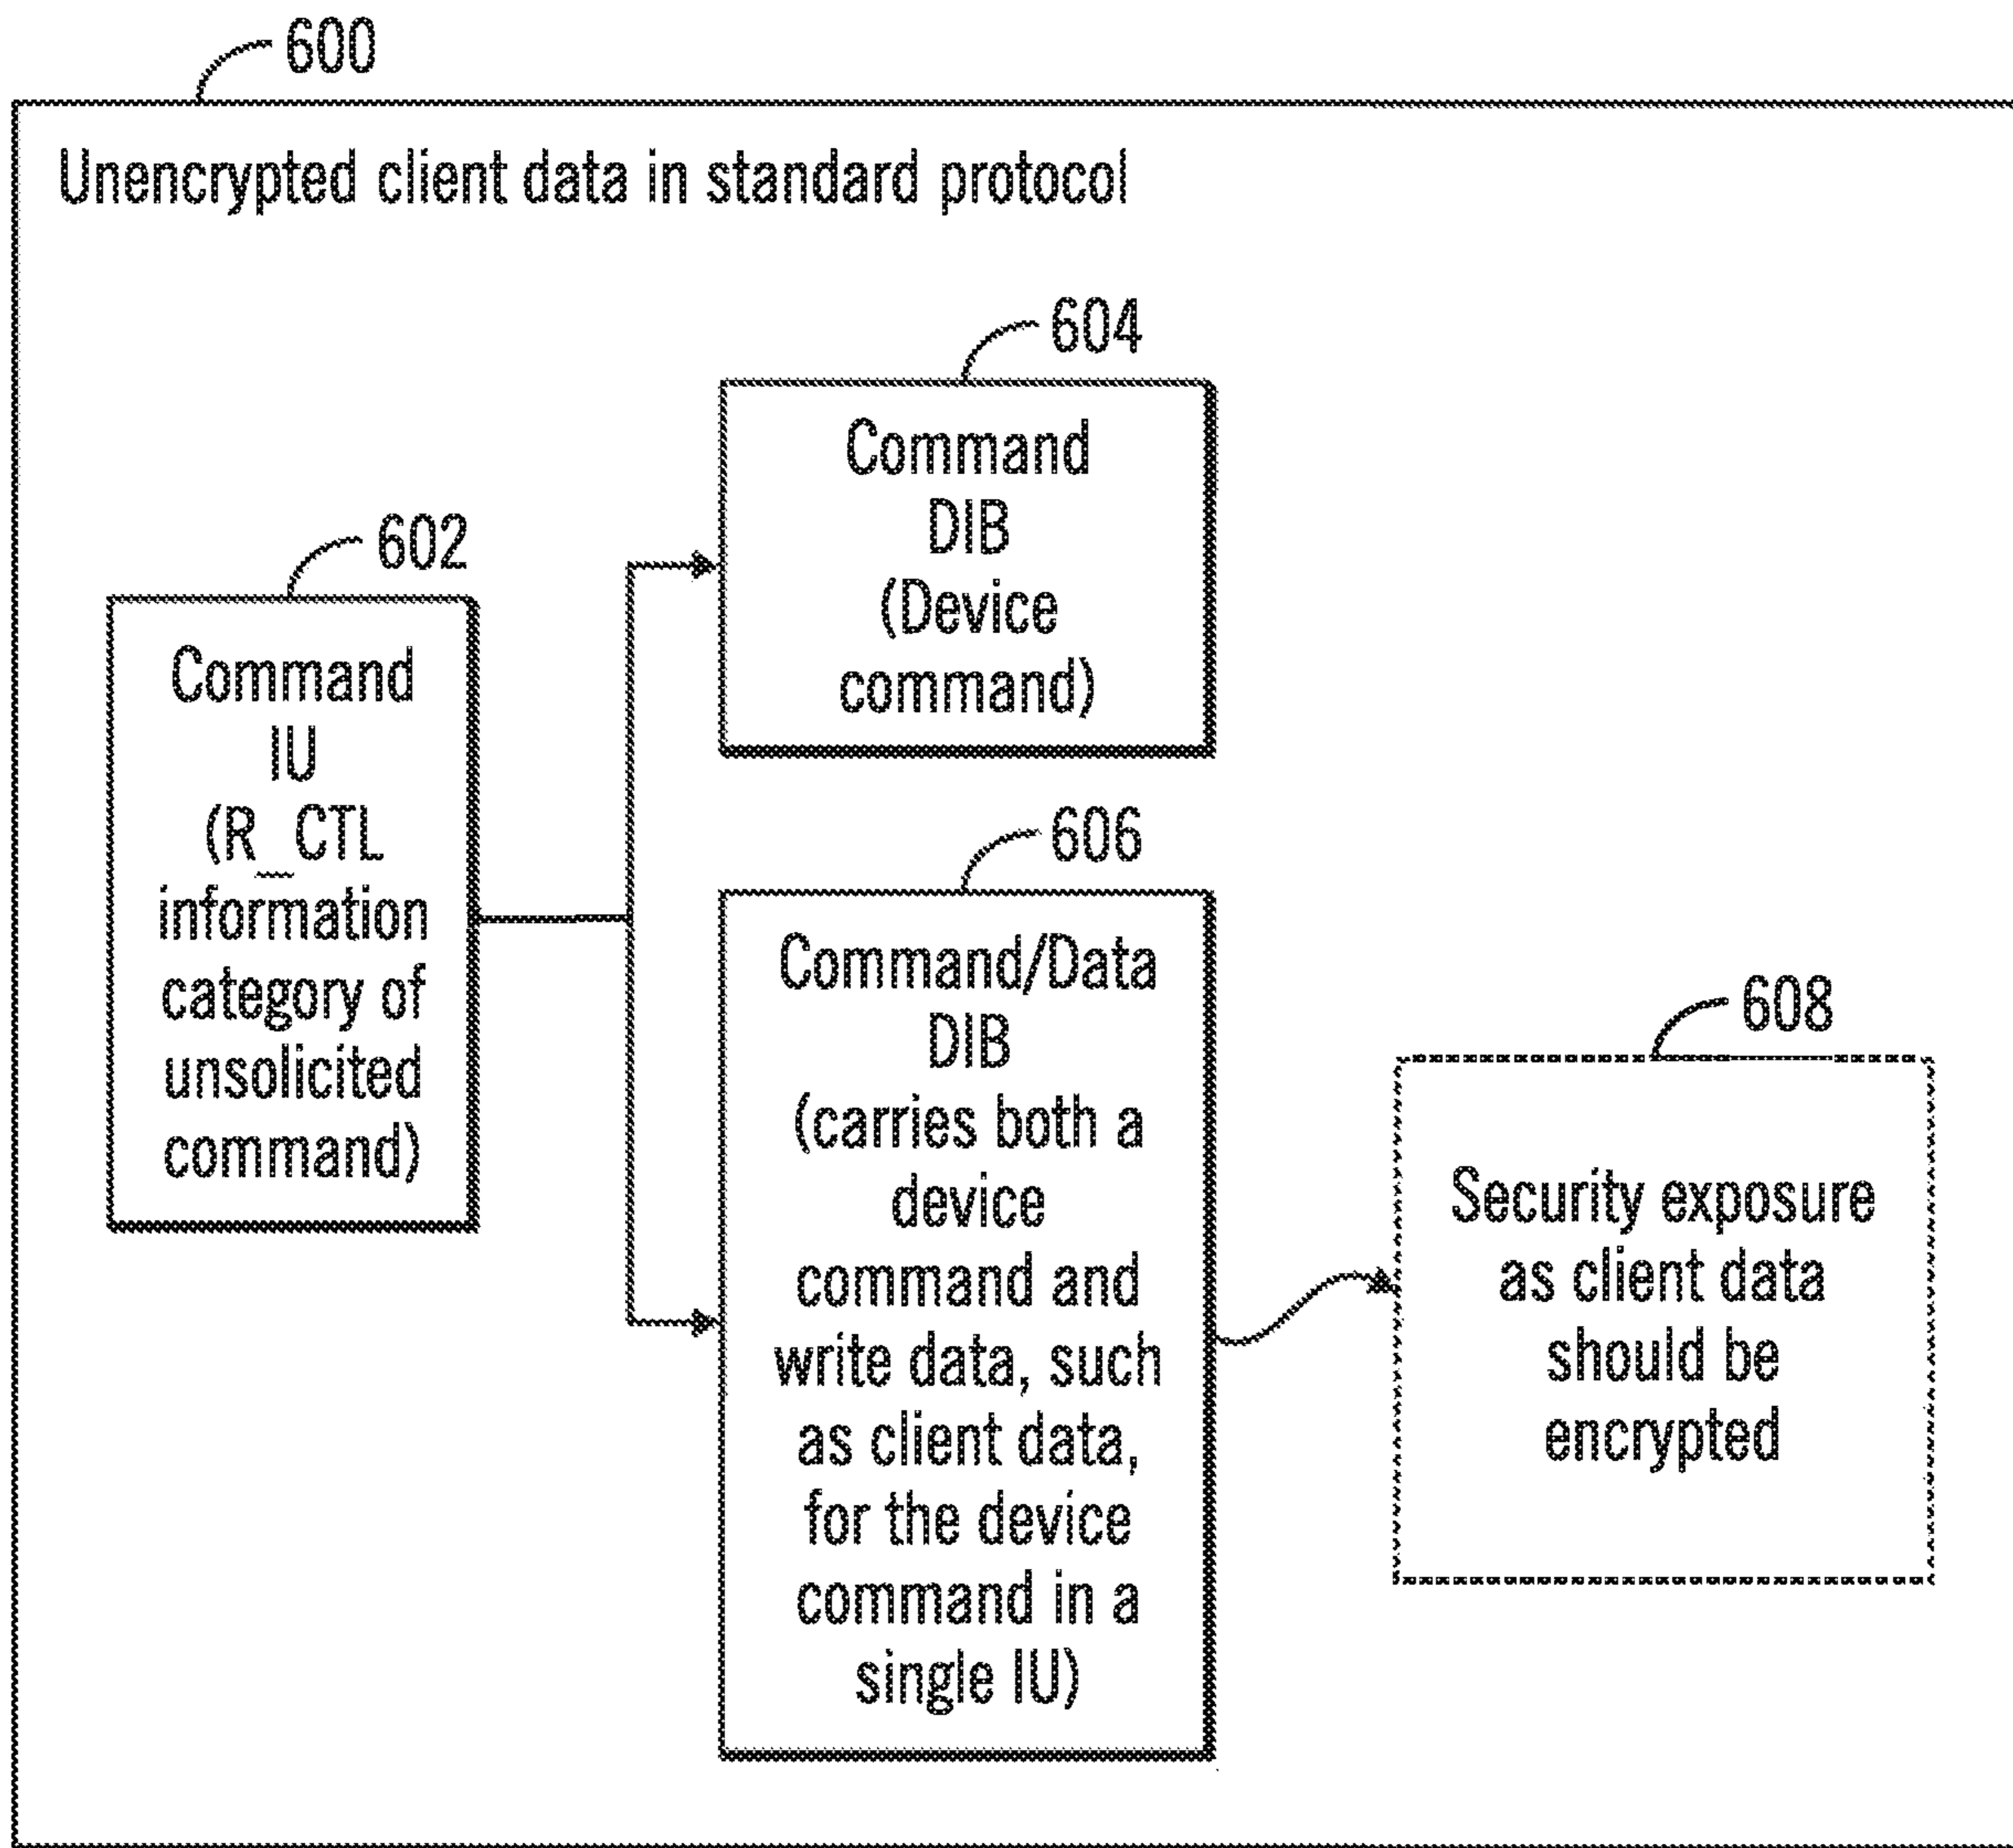 600
Unencrypted client data in standard protocol
604
Command
DIB
(Device
command)
602
Command
IU
(R_CTL
information
category of
unsolicited
command)
606
Command/Data
DIB
(carries both a
device
command and
write data, such
as client data,
for the device
command in a
single IU)
608
Security exposure
as client data
should be
encrypted